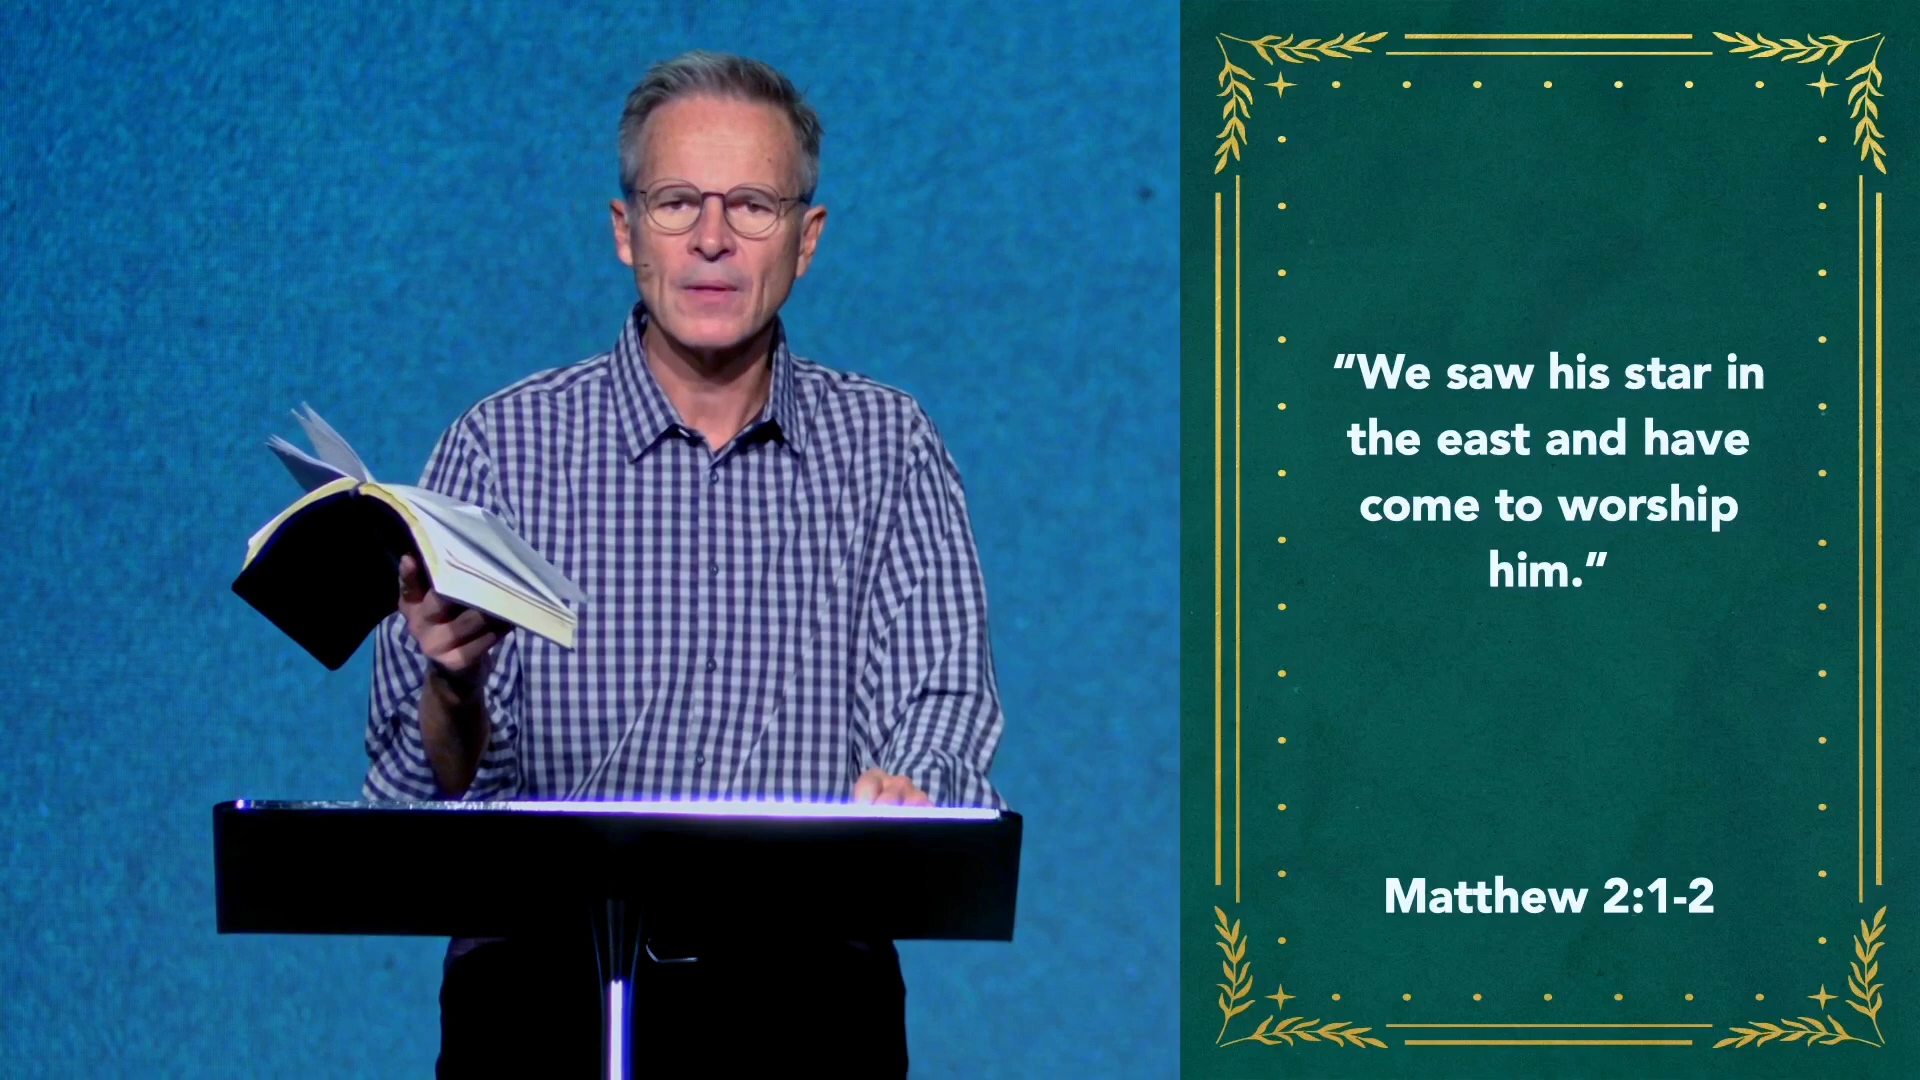 “We saw his star in
the east and have
come to worship
him.”
Matthew 2:1-2